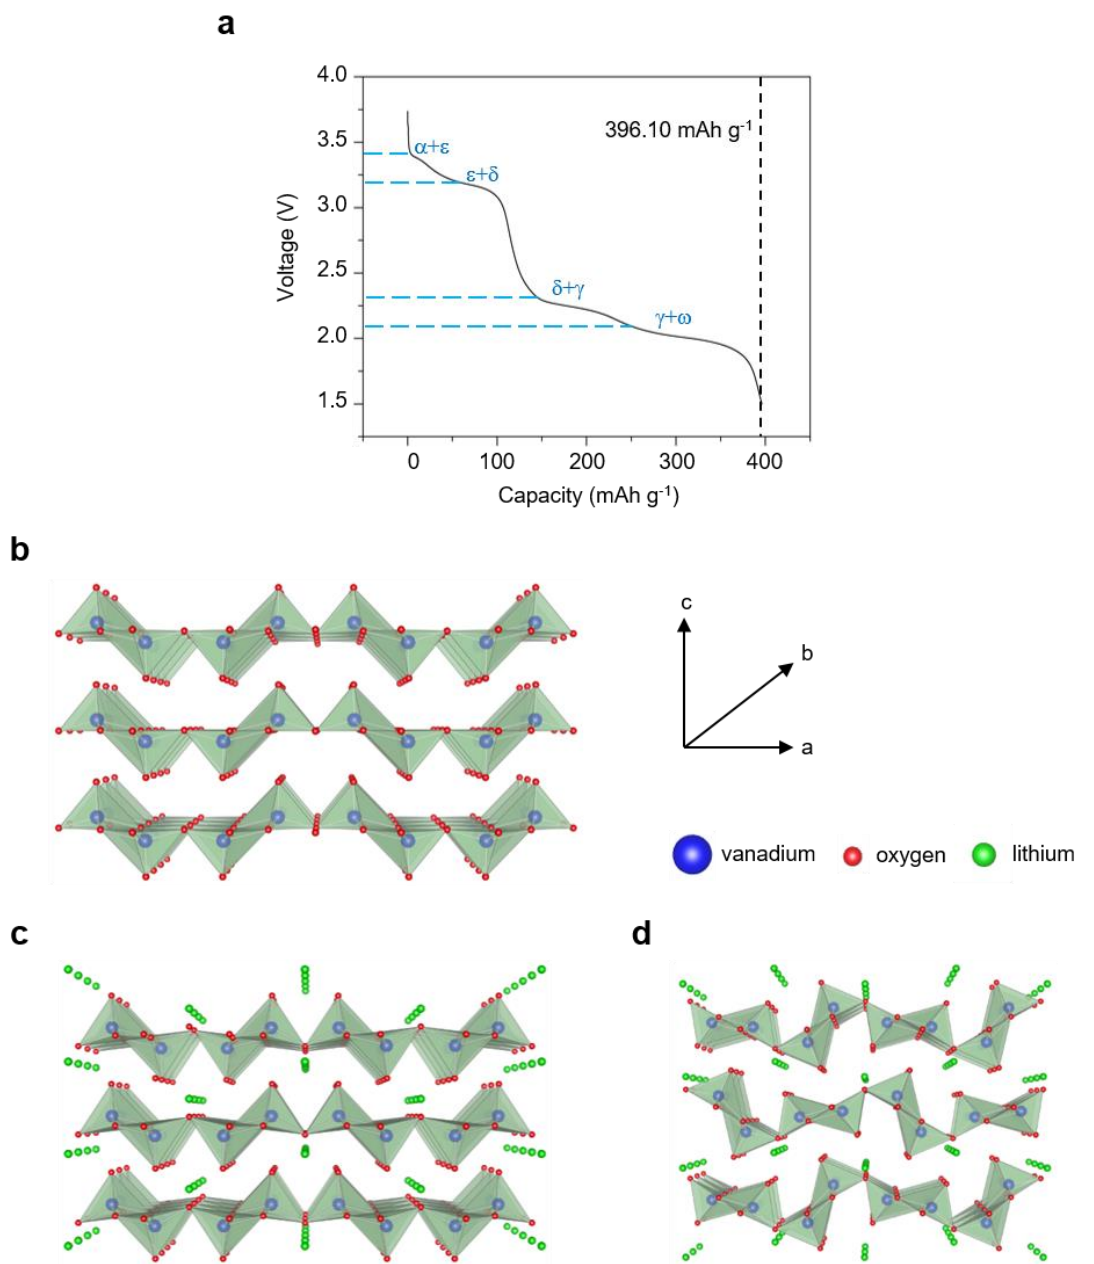 a
4.0
3.5
3.0
2.5
2.0
1.5
Voltage (V)
396.10 mAh g-1
α+ε
ε+δ
δ+γ
γ+ω
0 100 200 300 400
Capacity (mAh g-1)
b
c
b
a
vanadium oxygen lithium
c
d